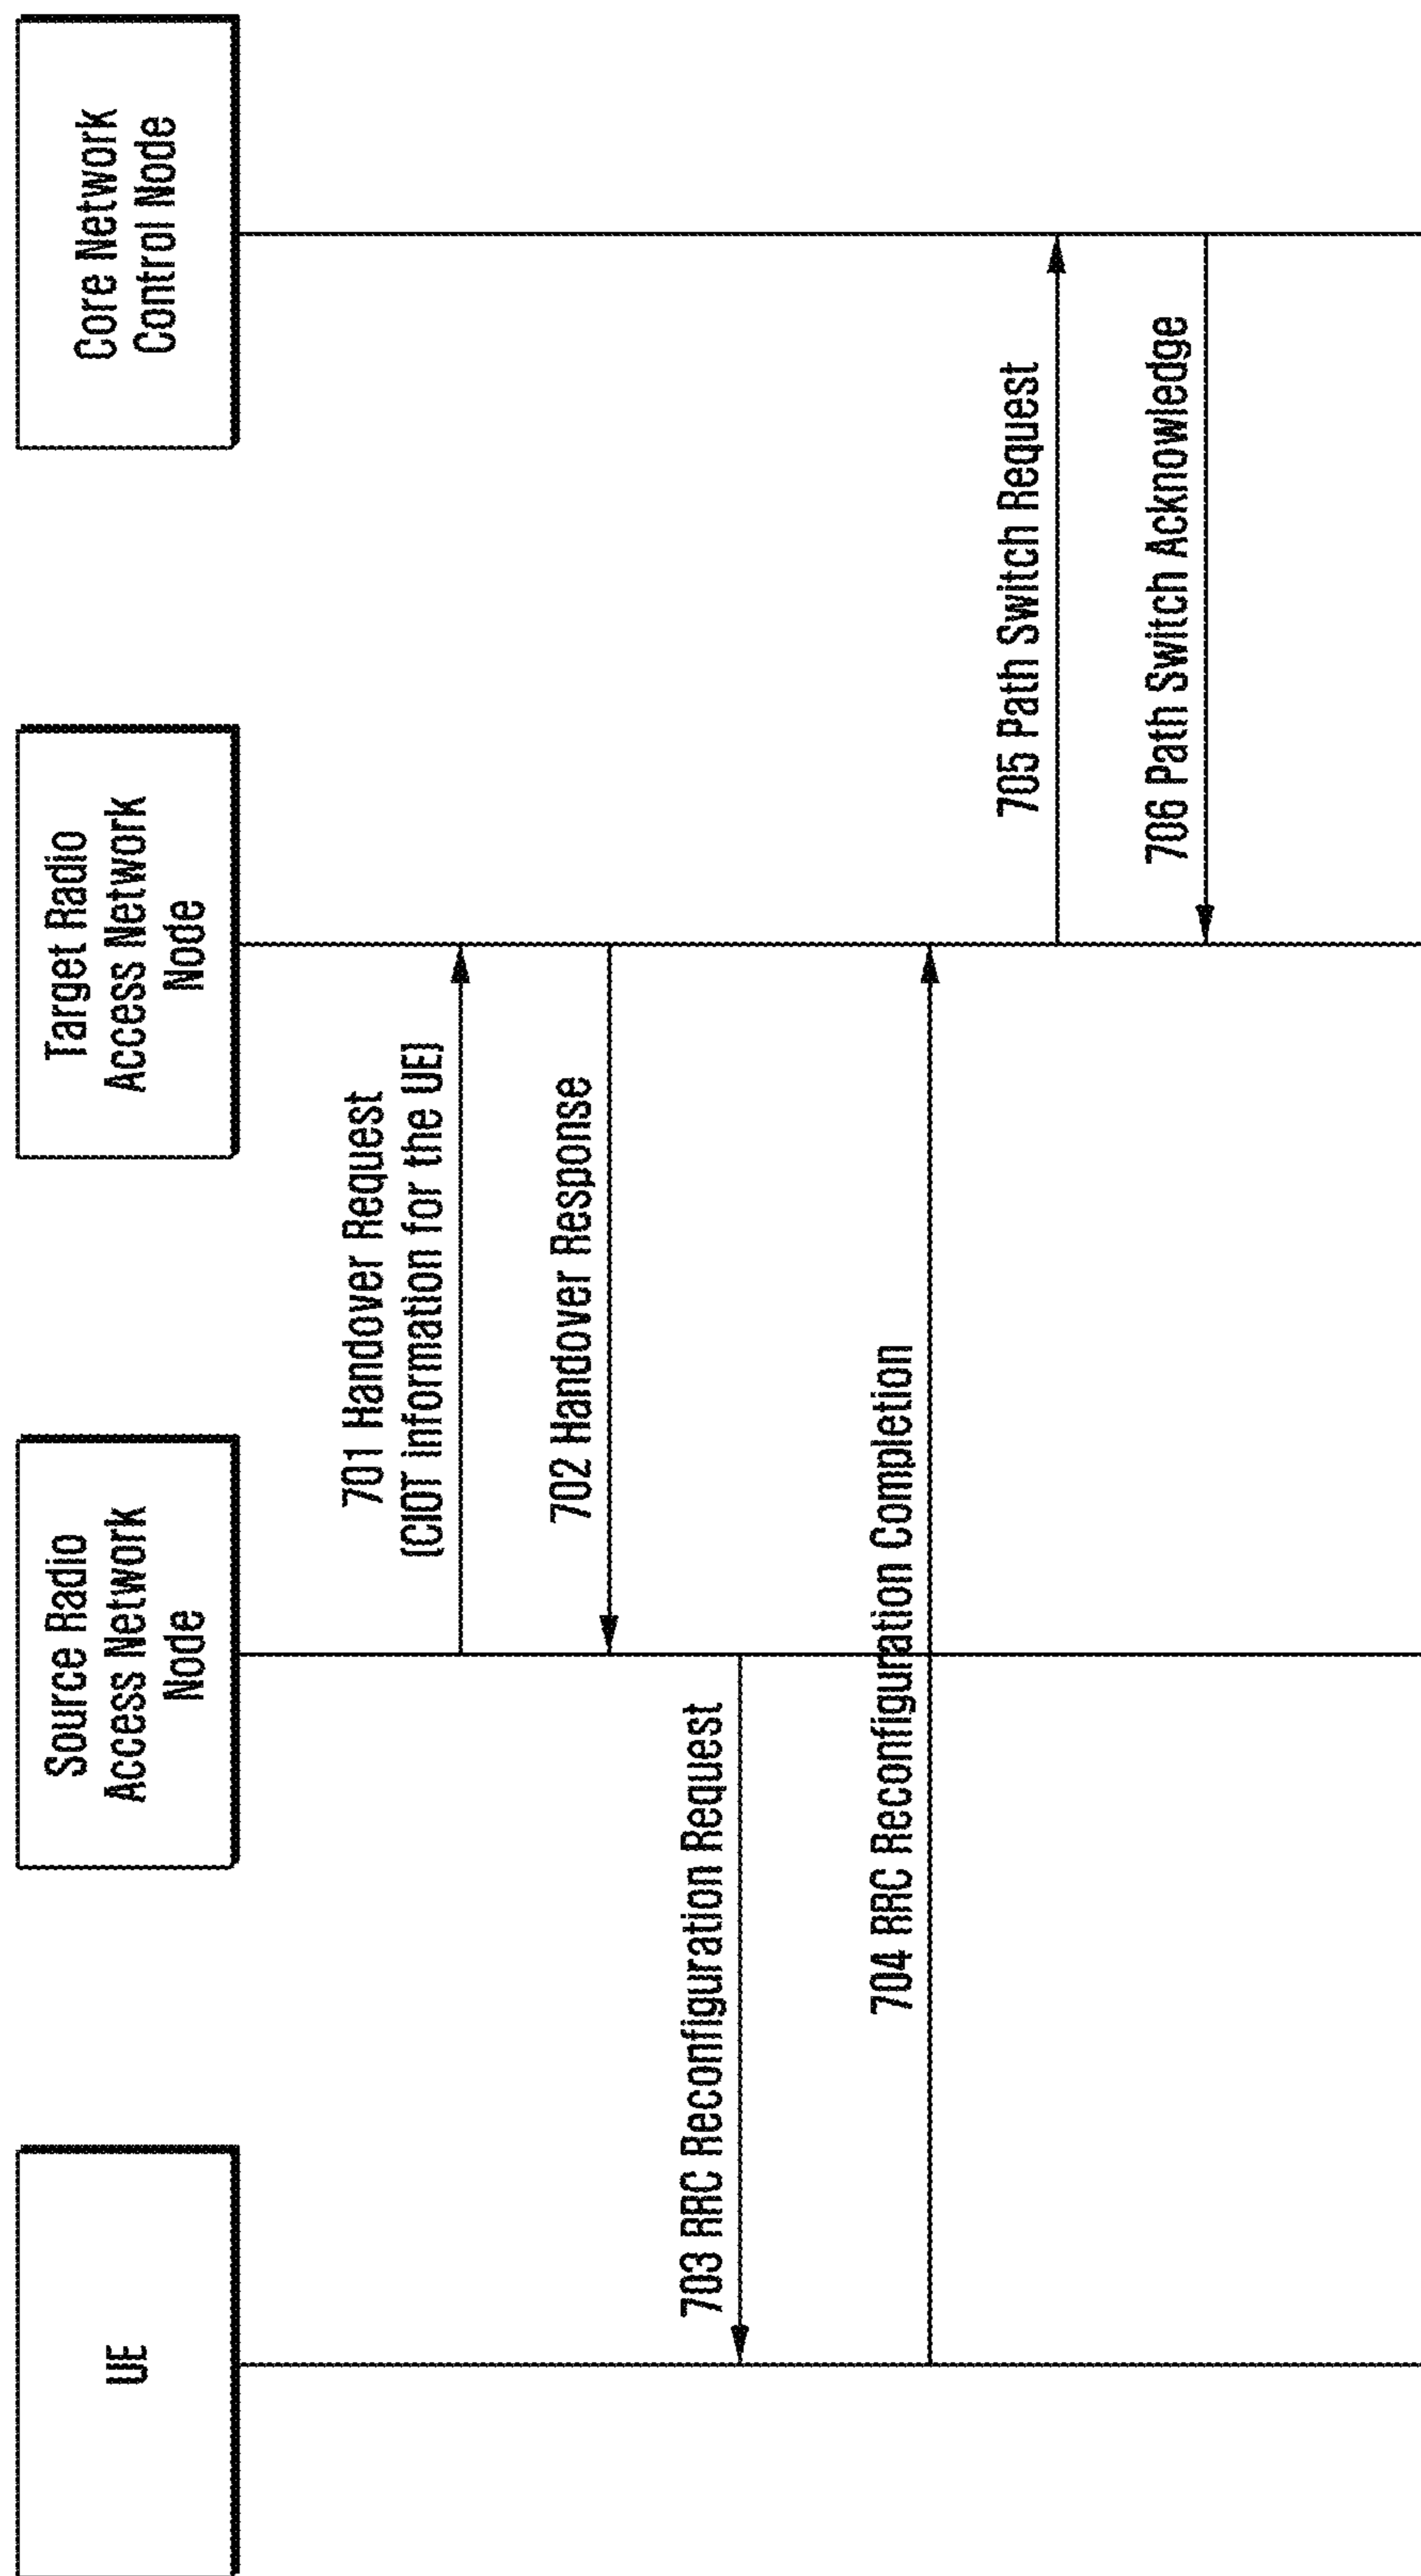 UE
Source Radio
Access Network
Node
Target Radio
Access Network
Node
Core Network
Control Node
701 Handover Request
(CIOT information for the UE)
702 Handover Response
703 RRC Reconfiguration Request
704 RRC Reconfiguration Completion
705 Path Switch Request
706 Path Switch Acknowledge